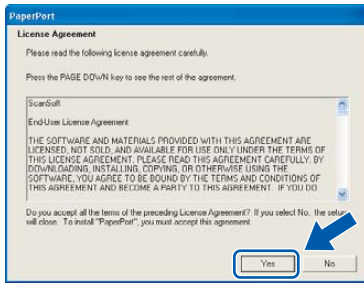 PaperPort
License Agreement
Please read the following license agreement carefully.
Press the PAGE DOWN key to see the rest of the agreement.
ScanSoft
End-User License Agreement
THE SOFTWARE AND MATERIALS PROVIDED WITH THIS AGREEMENT ARE
LICENSED, NOT SOLD, AND AVAILABLE FOR USE ONLY UNDER THE TERMS OF
THIS LICENSE AGREEMENT. PLEASE READ THIS AGREEMENT CAREFULLY. BY
DOWNLOADING, INSTALLING, COPYING, OR OTHERWISE USING THE
SOFTWARE, YOU AGREE TO BE BOUND BY THE TERMS AND CONDITIONS OF
THIS AGREEMENT AND BECOME A PARTY TO THIS AGREEMENT. IF YOU DO
Do you accept all the terms of the preceding License Agreement? If you select No, the setup
will close. To install "PaperPort", you must accept this agreement.
Yes
No